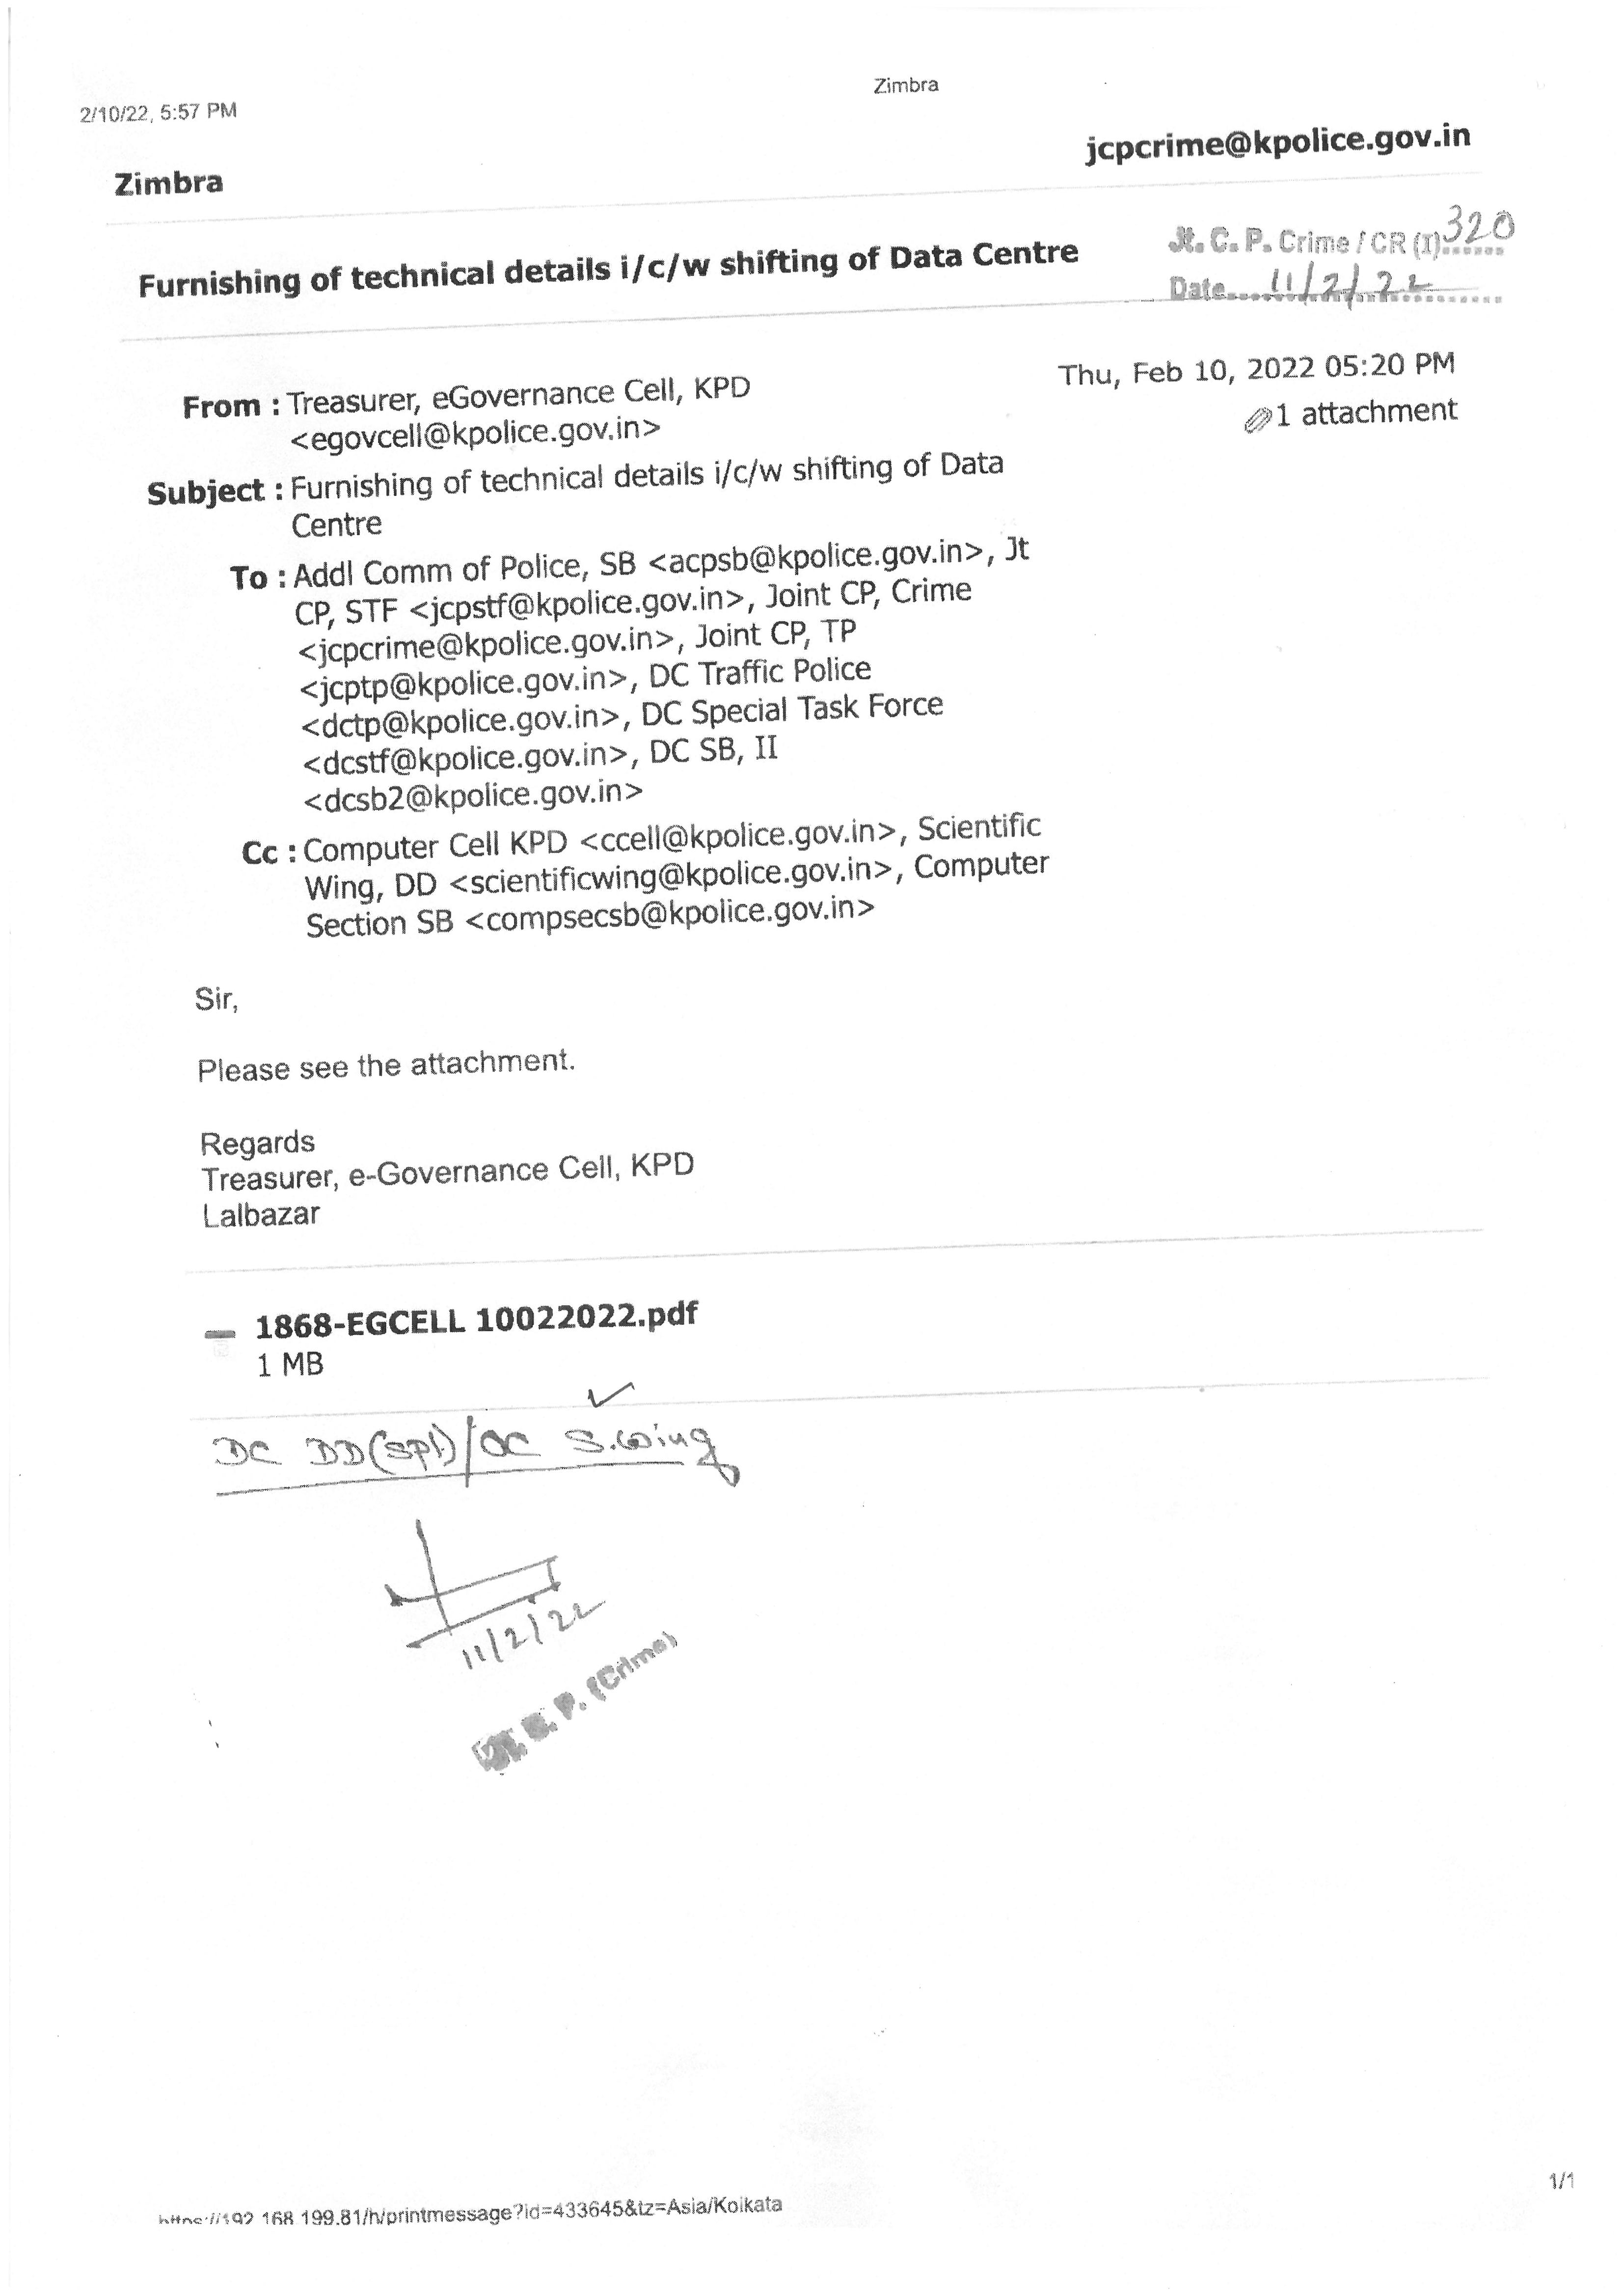 Zimbra
2/10/22, 5:57 PM
jcpcrime@kpolice.gov.in
Zimbra
Jt. C. P. Crime / CR (I) 320
Furnishing of technical details i/c/w shifting of Data Centre
Date 11/2/22
Thu, Feb 10, 2022 05:20 PM
From : Treasurer, eGovernance Cell, KPD
1 attachment
<egovcell@kpolice.gov.in>
Subject : Furnishing of technical details i/c/w shifting of Data
Centre
To : Addl Comm of Police, SB <acpsb@kpolice.gov.in>, Jt
CP, STF <jcpstf@kpolice.gov.in>, Joint CP, Crime
<jcpcrime@kpolice.gov.in>, Joint CP, TP
<jcptp@kpolice.gov.in>, DC Traffic Police
<dctp@kpolice.gov.in>, DC Special Task Force
<dcstf@kpolice.gov.in>, DC SB, II
<dcsb2@kpolice.gov.in>
Cc : Computer Cell KPD <ccell@kpolice.gov.in>, Scientific
Wing, DD <scientificwing@kpolice.gov.in>, Computer
Section SB <compsecsb@kpolice.gov.in>
Sir,
Please see the attachment.
Regards
Treasurer, e-Governance Cell, KPD
Lalbazar
1868-EGCELL 10022022.pdf
1 MB
DC DD(Spl)/OC S.wing
11/2/22
Jt. C. P. (Crime)
https://192.168.199.81/h/printmessage?id=433645&tz=Asia/Kolkata
1/1